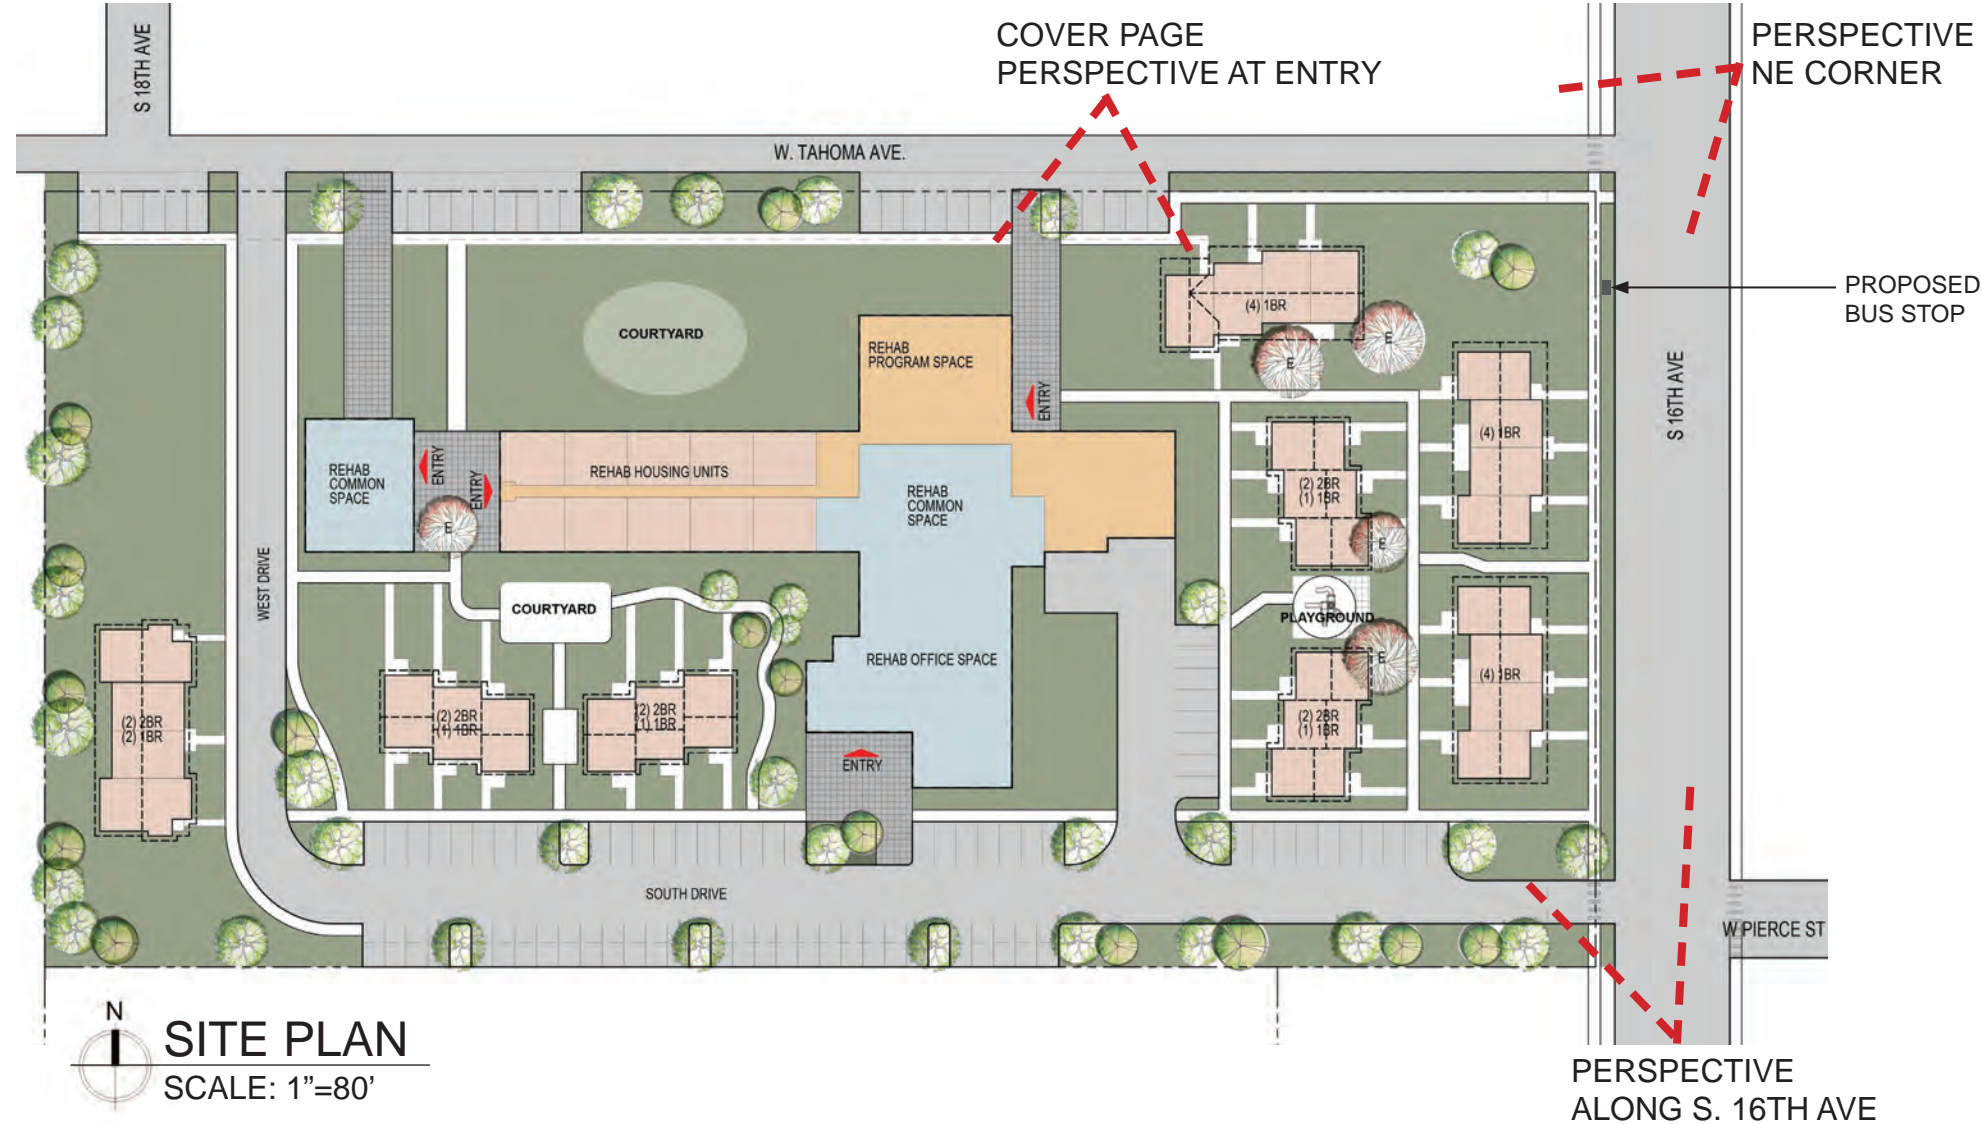 COVER PAGE
PERSPECTIVE AT ENTRY
PERSPECTIVE
NE CORNER
S 18TH AVE
W. TAHOMA AVE.
PROPOSED
BUS STOP
(4) 1BR
E
E
COURTYARD
REHAB
PROGRAM SPACE
ENTRY
S 16TH AVE
(4) 1BR
REHAB
COMMON
SPACE
ENTRY
ENTRY
E
REHAB HOUSING UNITS
REHAB
COMMON
SPACE
(2) 2BR
(1) 1BR
E
WEST DRIVE
COURTYARD
PLAYGROUND
E
REHAB OFFICE SPACE
(4) 1BR
(2) 2BR
(2) 1BR
(2) 2BR
(1) 1BR
(2) 2BR
(1) 1BR
(2) 2BR
(1) 1BR
ENTRY
SOUTH DRIVE
W PIERCE ST
N
SITE PLAN
SCALE: 1”=80’
PERSPECTIVE
ALONG S. 16TH AVE